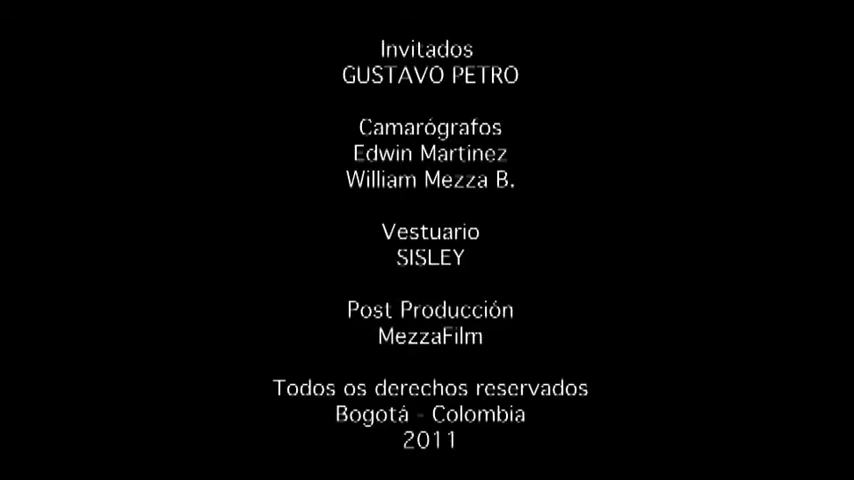 Invitados
GUSTAVO PETRO
Camarógrafos
Edwin Martinez
William Mezza B.
Vestuario
SISLEY
Post Producción
MezzaFilm
Todos os derechos reservados
Bogotá - Colombia
2011